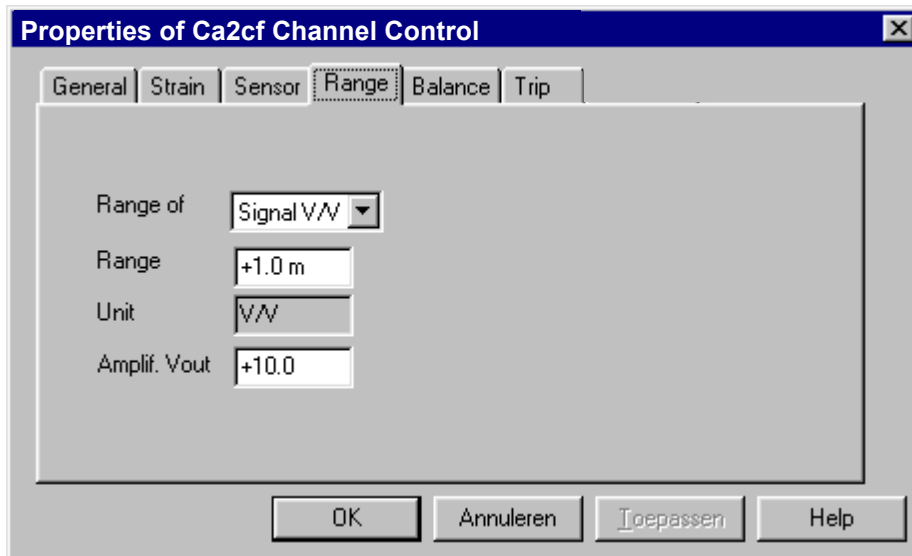 Properties of Ca2cf Channel Control
General Strain Sensor Range Balance Trip
Range of Signal V/V
Range +1.0 m
Unit V/V
Amplif. Vout +10.0
OK Annuleren Toepassen Help